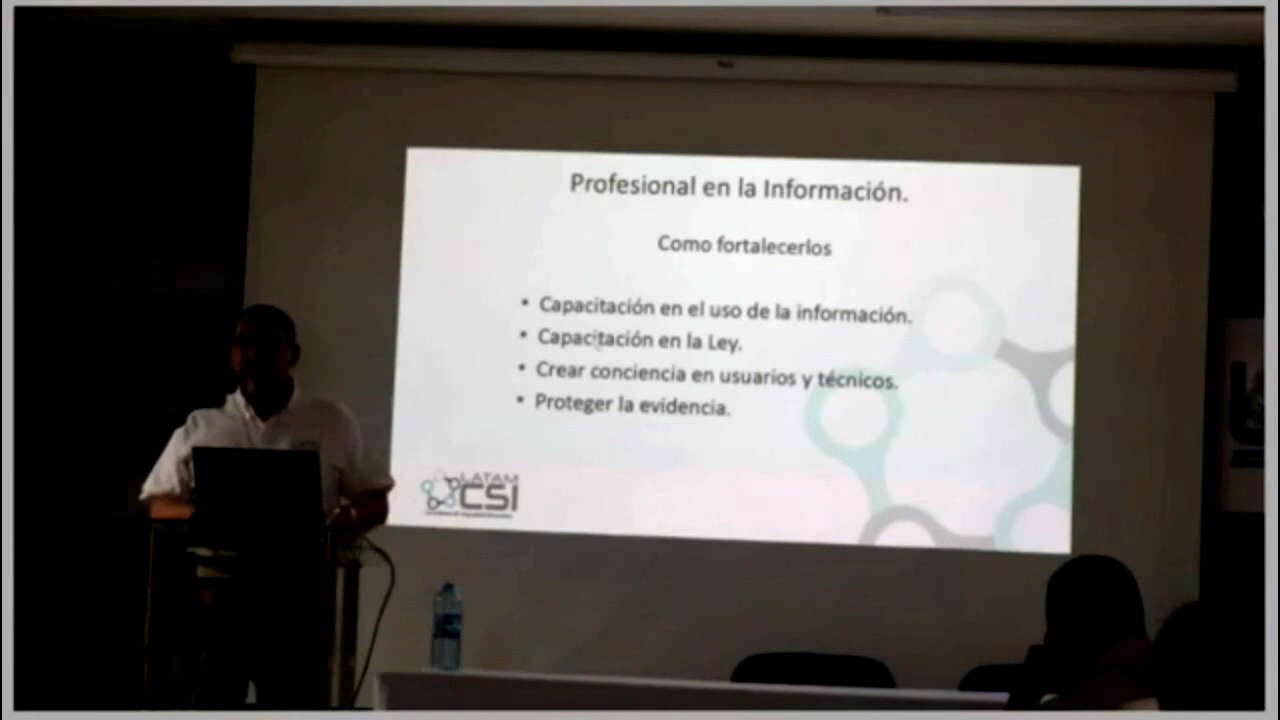 Profesional en la Información.
Como fortalecerlos
• Capacitación en el uso de la información.
• Capacitación en la Ley.
• Crear conciencia en usuarios y técnicos.
• Proteger la evidencia.
LATAM
CSI